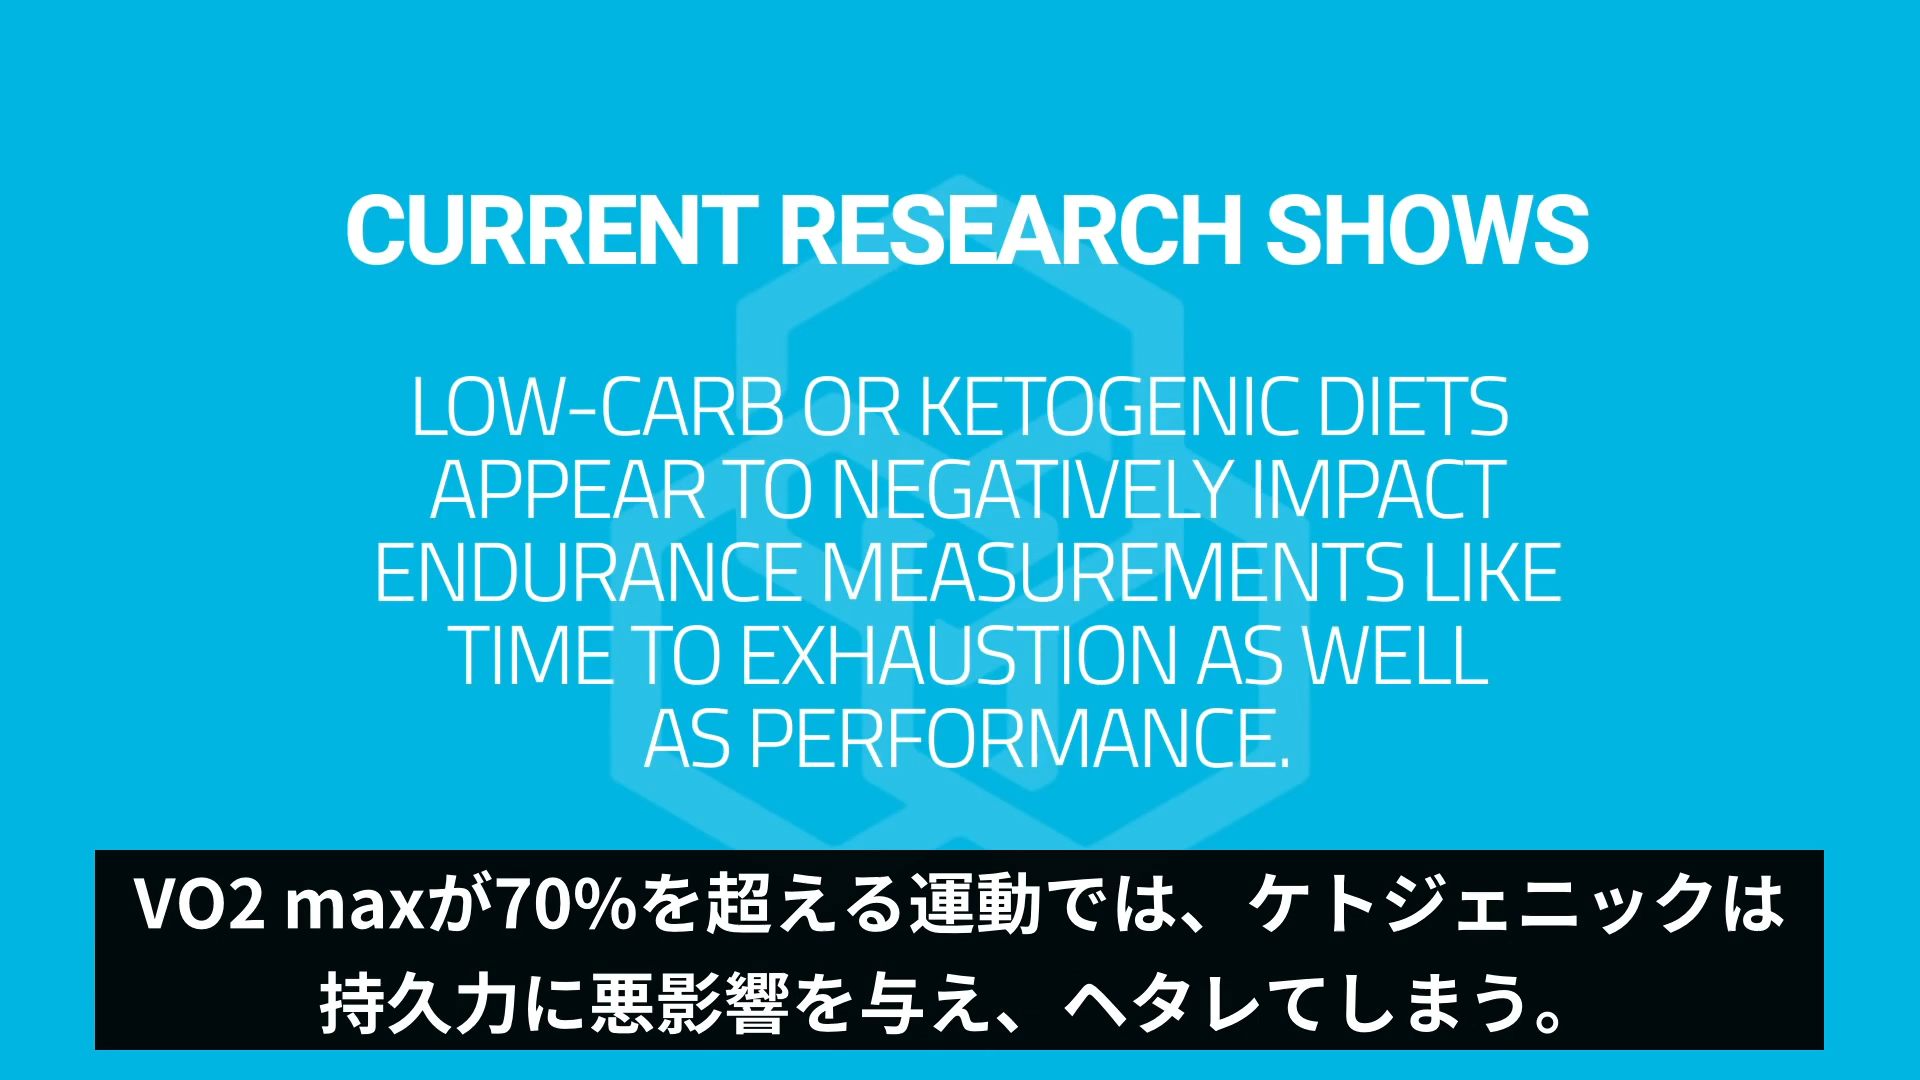 CURRENT RESEARCH SHOWS
LOW-CARB OR KETOGENIC DIETS
APPEAR TO NEGATIVELY IMPACT
ENDURANCE MEASUREMENTS LIKE
TIME TO EXHAUSTION AS WELL
AS PERFORMANCE.
VO2 maxが70%を超える運動では、ケトジェニックは
持久力に悪影響を与え、ヘタレてしまう。